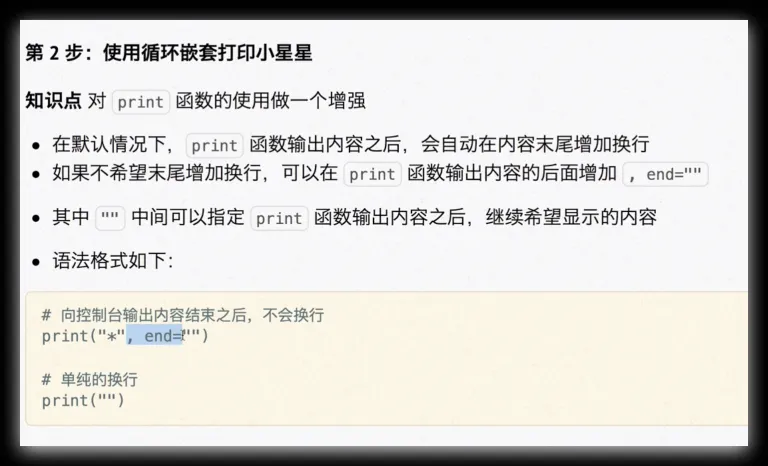 第 2 步：使用循环嵌套打印小星星
知识点 对 print 函数的使用做一个增强
• 在默认情况下，print 函数输出内容之后，会自动在内容末尾增加换行
• 如果不希望末尾增加换行，可以在 print 函数输出内容的后面增加 , end=""
• 其中 "" 中间可以指定 print 函数输出内容之后，继续希望显示的内容
• 语法格式如下：
# 向控制台输出内容结束之后，不会换行
print("*", end="")
# 单纯的换行
print("")